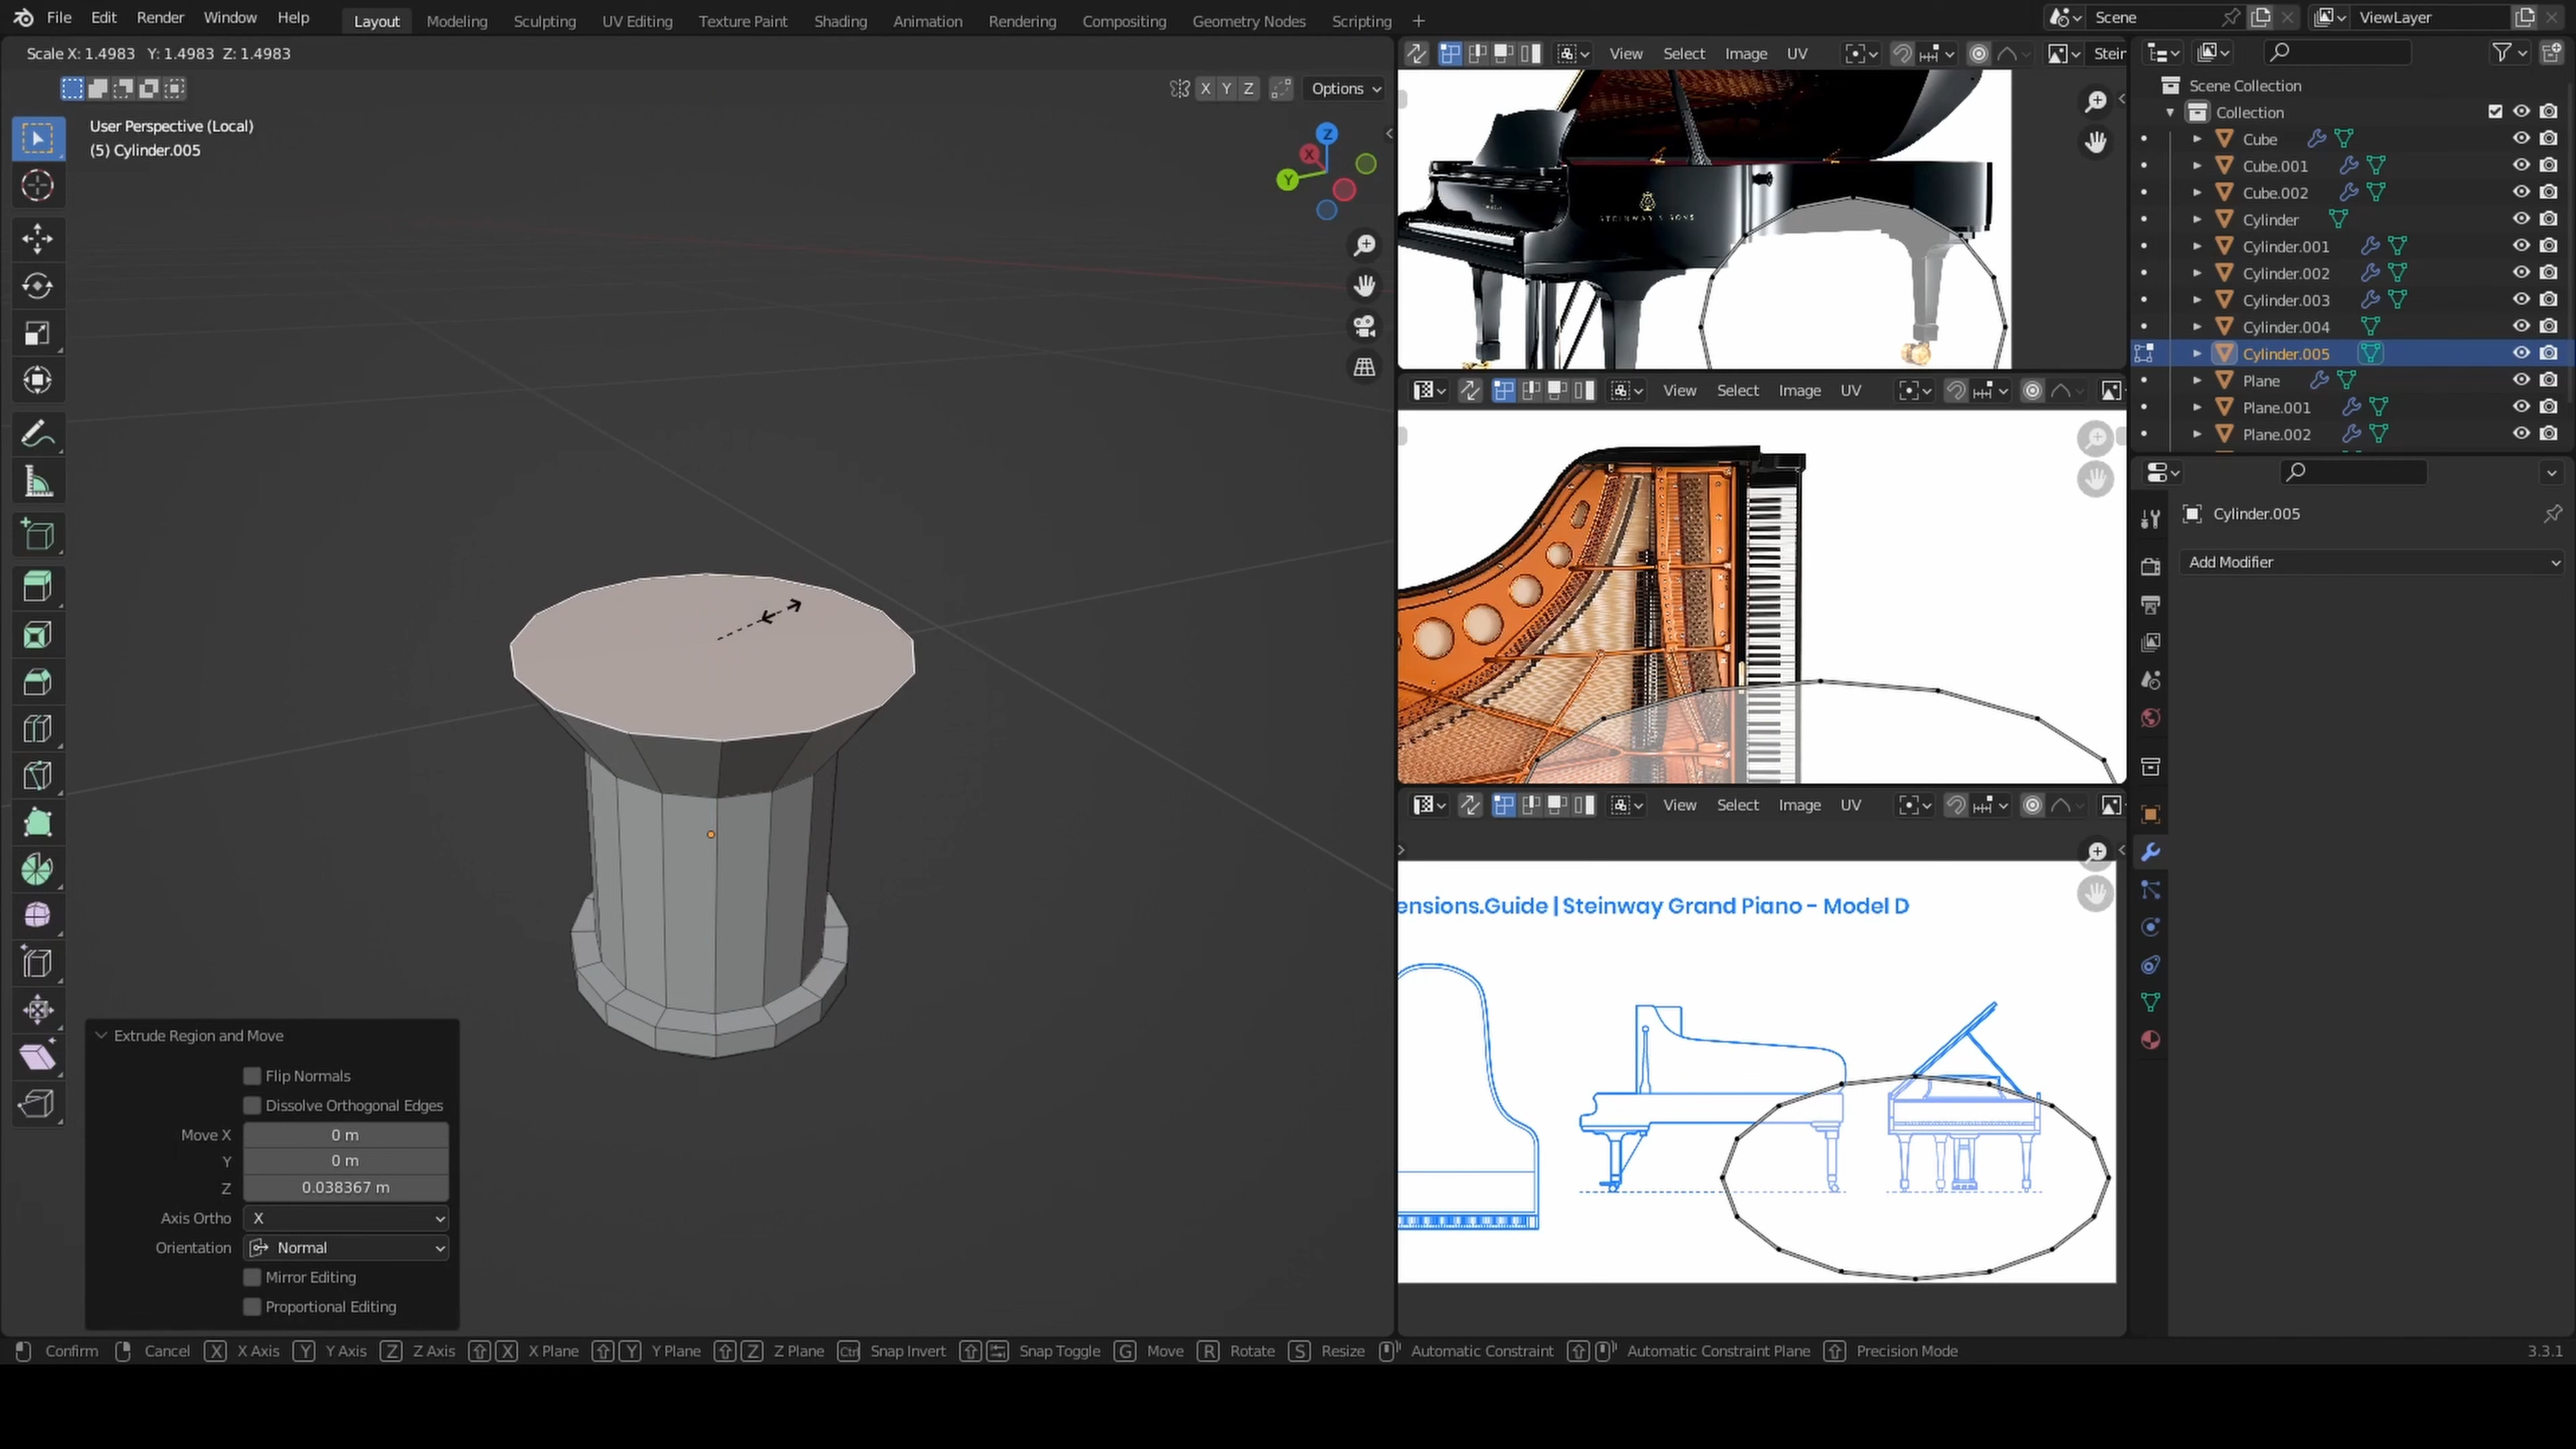 File Edit Render Window Help Layout Modeling Sculpting UV Editing Texture Paint Shading Animation Rendering Compositing Geometry Nodes Scripting + Scene ViewLayer
Scale X: 1.4983 Y: 1.4983 Z: 1.4983
View Select Image UV Stein
X Y Z Options
User Perspective (Local)
(5) Cylinder.005
Z
X
Y
STEINWAY & SONS
View Select Image UV
View Select Image UV
ensions.Guide | Steinway Grand Piano - Model D
Scene Collection
Collection
Cube
Cube.001
Cube.002
Cylinder
Cylinder.001
Cylinder.002
Cylinder.003
Cylinder.004
Cylinder.005
Plane
Plane.001
Plane.002
Cylinder.005
Add Modifier
Extrude Region and Move
Flip Normals
Dissolve Orthogonal Edges
Move X 0 m
Y 0 m
Z 0.038367 m
Axis Ortho X
Orientation Normal
Mirror Editing
Proportional Editing
Confirm Cancel X X Axis Y Y Axis Z Z Axis X X Plane Y Y Plane Z Z Plane Ctrl Snap Invert Snap Toggle G Move R Rotate S Resize Automatic Constraint Automatic Constraint Plane Precision Mode 3.3.1